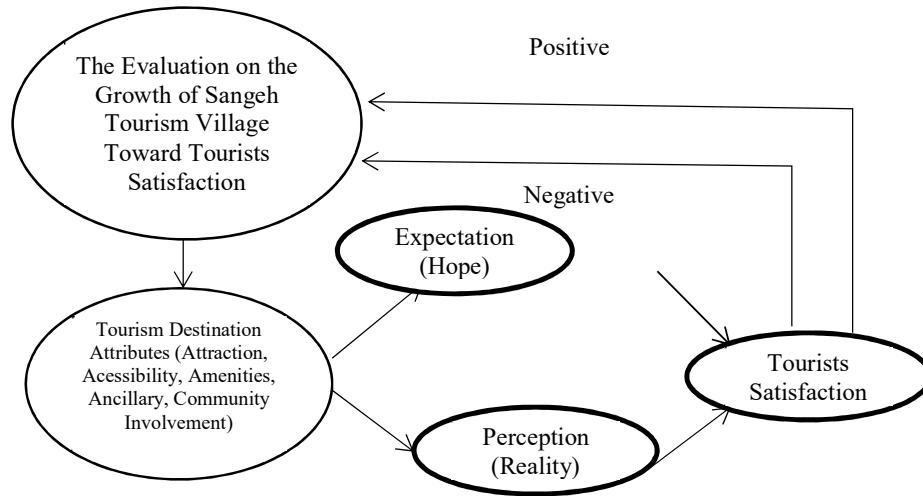 The Evaluation on the
Growth of Sangeh
Tourism Village
Toward Tourists
Satisfaction
Positive
Negative
Expectation
(Hope)
Tourism Destination
Attributes (Attraction,
Acessibility, Amenities,
Ancillary, Community
Involvement)
Perception
(Reality)
Tourists
Satisfaction